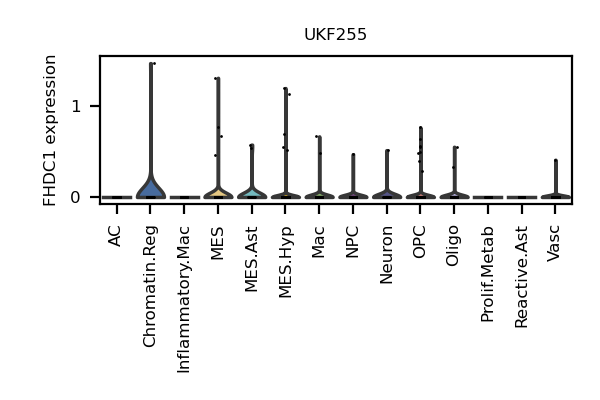 UKF255
FHDC1 expression
1
0
AC
Chromatin.Reg
Inflammatory.Mac
MES
MES.Ast
MES.Hyp
Mac
NPC
Neuron
OPC
Oligo
Prolif.Metab
Reactive.Ast
Vasc